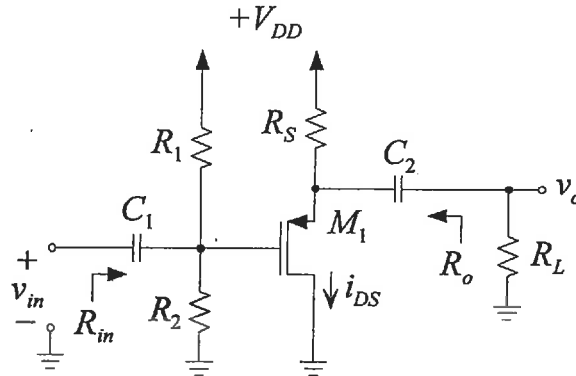 +V_DD
R_1
R_S
C_2
v_o
C_1
M_1
+
v_in
-
R_in
R_2
i_DS
R_o
R_L